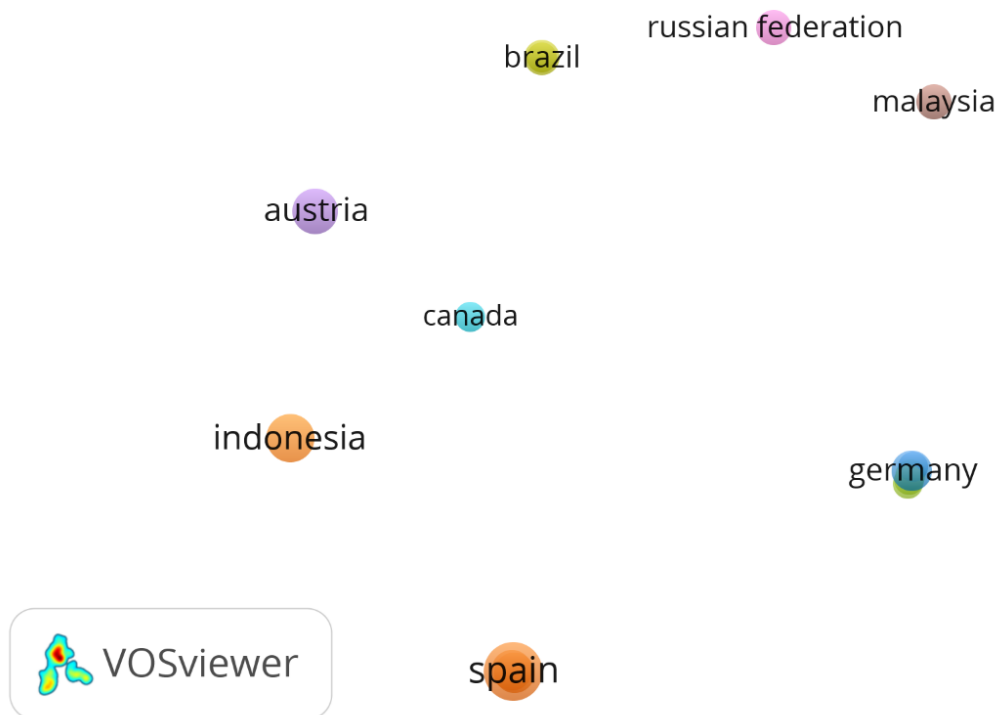 russian federation
brazil
malaysia
austria
canada
indonesia
germany
VOSviewer
spain